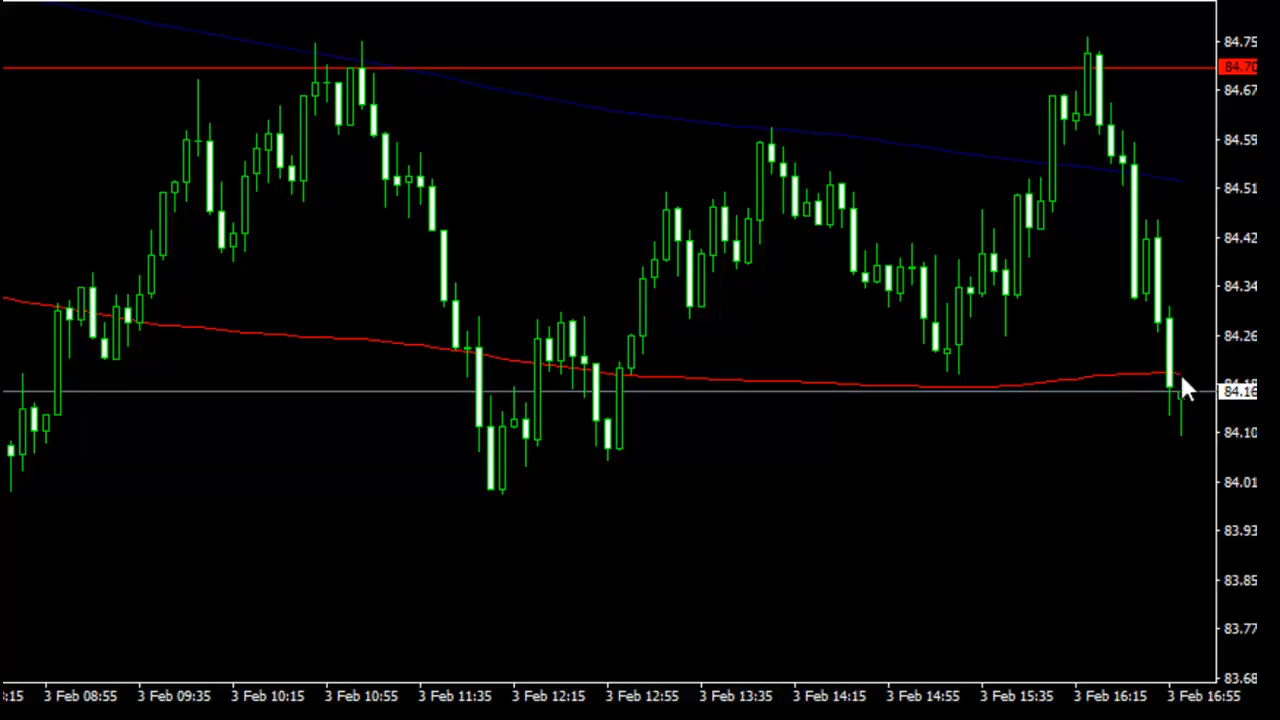 84.75
84.70
84.67
84.59
84.51
84.42
84.34
84.26
84.16
84.10
84.01
83.93
83.85
83.77
83.68
:15
3 Feb 08:55
3 Feb 09:35
3 Feb 10:15
3 Feb 10:55
3 Feb 11:35
3 Feb 12:15
3 Feb 12:55
3 Feb 13:35
3 Feb 14:15
3 Feb 14:55
3 Feb 15:35
3 Feb 16:15
3 Feb 16:55